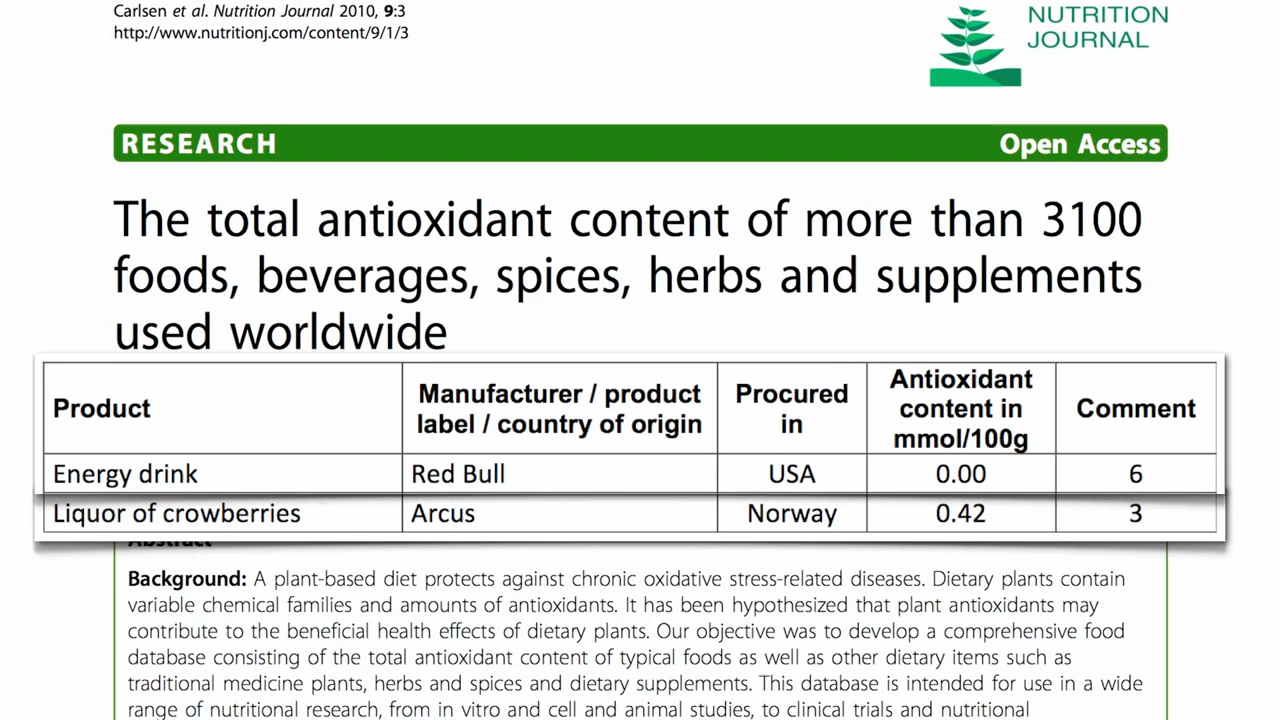 Carlsen et al. Nutrition Journal 2010, 9:3
http://www.nutritionj.com/content/9/1/3
NUTRITION
JOURNAL
RESEARCH Open Access
The total antioxidant content of more than 3100
foods, beverages, spices, herbs and supplements
used worldwide
Product Manufacturer / product label / country of origin Procured in Antioxidant content in mmol/100g Comment
Energy drink Red Bull USA 0.00 6
Liquor of crowberries Arcus Norway 0.42 3
Abstract
Background: A plant-based diet protects against chronic oxidative stress-related diseases. Dietary plants contain
variable chemical families and amounts of antioxidants. It has been hypothesized that plant antioxidants may
contribute to the beneficial health effects of dietary plants. Our objective was to develop a comprehensive food
database consisting of the total antioxidant content of typical foods as well as other dietary items such as
traditional medicine plants, herbs and spices and dietary supplements. This database is intended for use in a wide
range of nutritional research, from in vitro and cell and animal studies, to clinical trials and nutritional